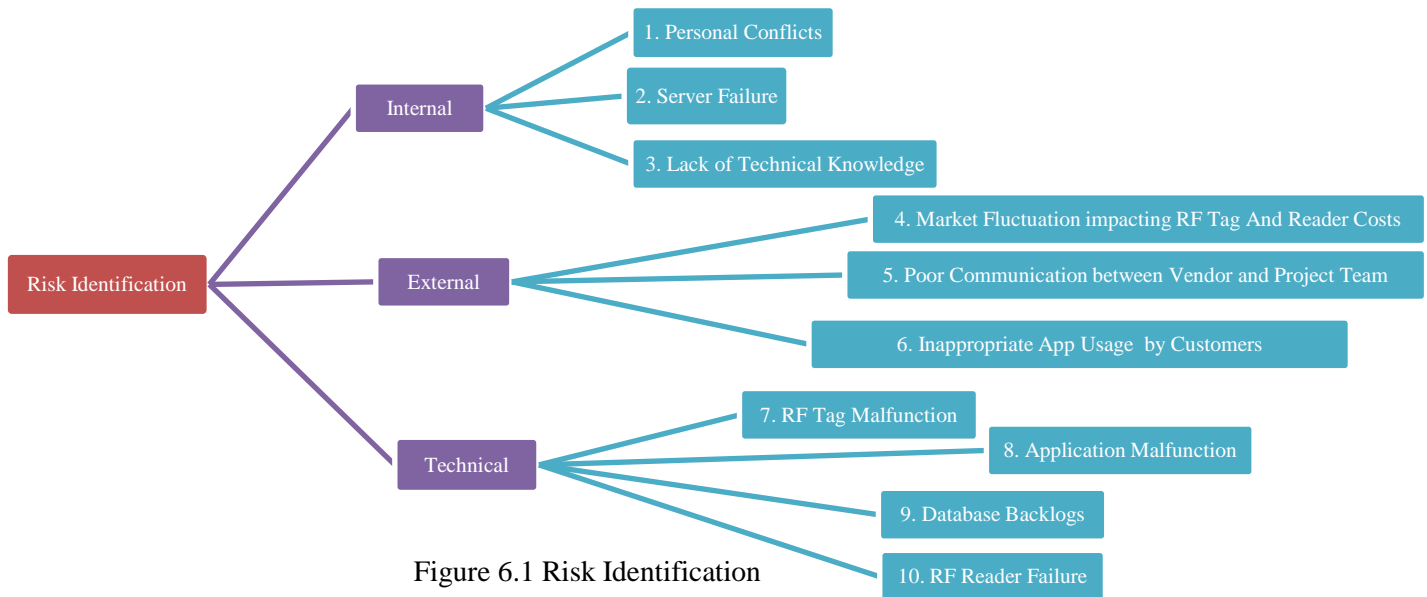 Risk Identification
Internal
1. Personal Conflicts
2. Server Failure
3. Lack of Technical Knowledge
External
4. Market Fluctuation impacting RF Tag And Reader Costs
5. Poor Communication between Vendor and Project Team
6. Inappropriate App Usage by Customers
Technical
7. RF Tag Malfunction
8. Application Malfunction
9. Database Backlogs
10. RF Reader Failure
Figure 6.1 Risk Identification